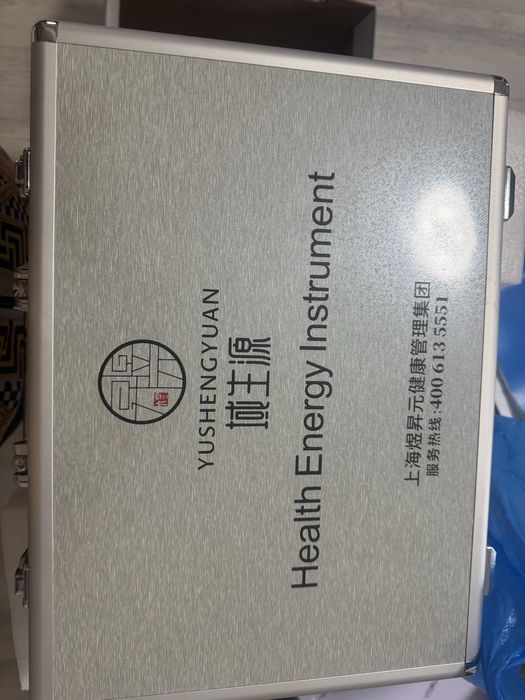 YUSHENGYUAN
域生源
Health Energy Instrument
上海煜昇元健康管理集团
服务热线:400 613 5551